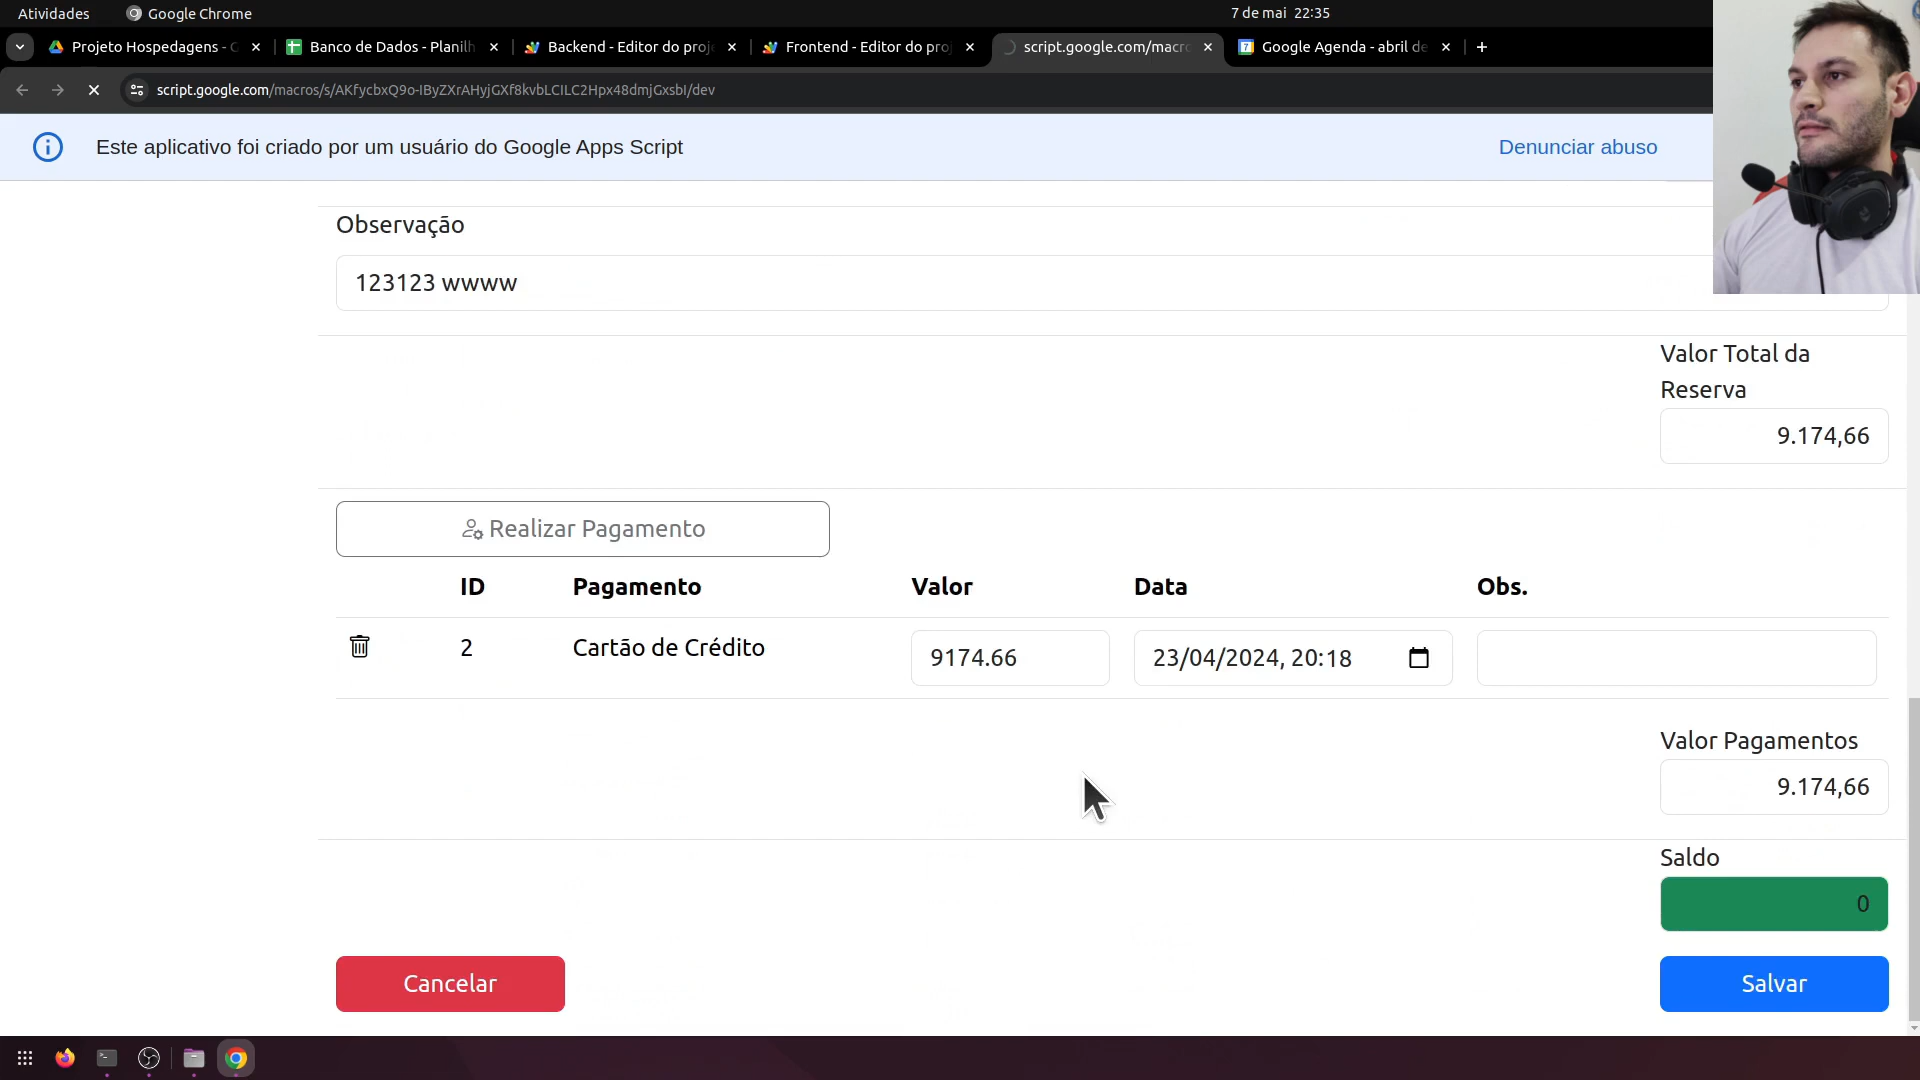 Atividades
Google Chrome
7 de mai 22:35
Projeto Hospedagens - C
Banco de Dados - Planilh
Backend - Editor do proj
Frontend - Editor do proj
script.google.com/macro
Google Agenda - abril de
script.google.com/macros/s/AKfycbxQ9o-IByZXrAHyjGXf8kvbLCILC2Hpx48dmjGxsbI/dev
Este aplicativo foi criado por um usuário do Google Apps Script
Denunciar abuso
Observação
123123 wwww
Valor Total da
Reserva
9.174,66
Realizar Pagamento
ID Pagamento Valor Data Obs.
2 Cartão de Crédito 9174.66 23/04/2024, 20:18
Valor Pagamentos
9.174,66
Saldo
0
Cancelar
Salvar